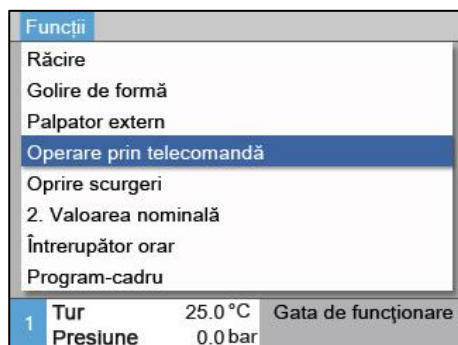 Funcții
Răcire
Golire de formă
Palpator extern
Operare prin telecomandă
Oprire scurgeri
2. Valoarea nominală
Întrerupător orar
Program-cadru
1 Tur 25.0 °C Gata de funcţionare
Presiune 0.0 bar